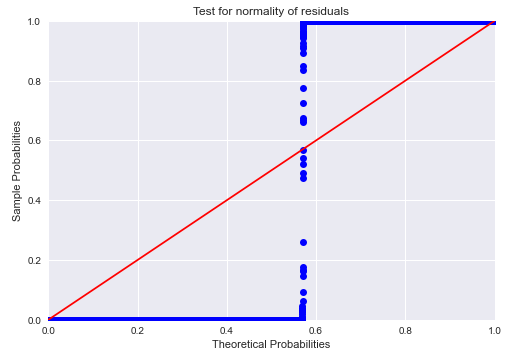 Test for normality of residuals
1.0
0.8
0.6
0.4
0.2
0.0
Sample Probabilities
0.0 0.2 0.4 0.6 0.8 1.0
Theoretical Probabilities